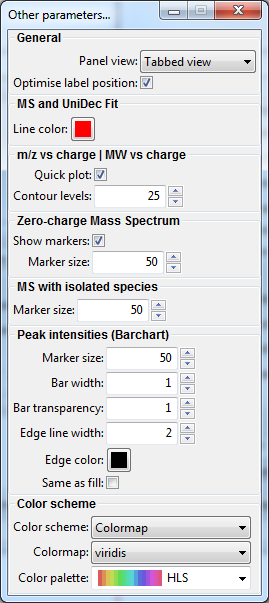 Other parameters...
General
Panel view: Tabbed view
Optimise label position:
MS and UniDec Fit
Line color:
m/z vs charge | MW vs charge
Quick plot:
Contour levels: 25
Zero-charge Mass Spectrum
Show markers:
Marker size: 50
MS with isolated species
Marker size: 50
Peak intensities (Barchart)
Marker size: 50
Bar width: 1
Bar transparency: 1
Edge line width: 2
Edge color:
Same as fill:
Color scheme
Color scheme: Colormap
Colormap: viridis
Color palette: HLS